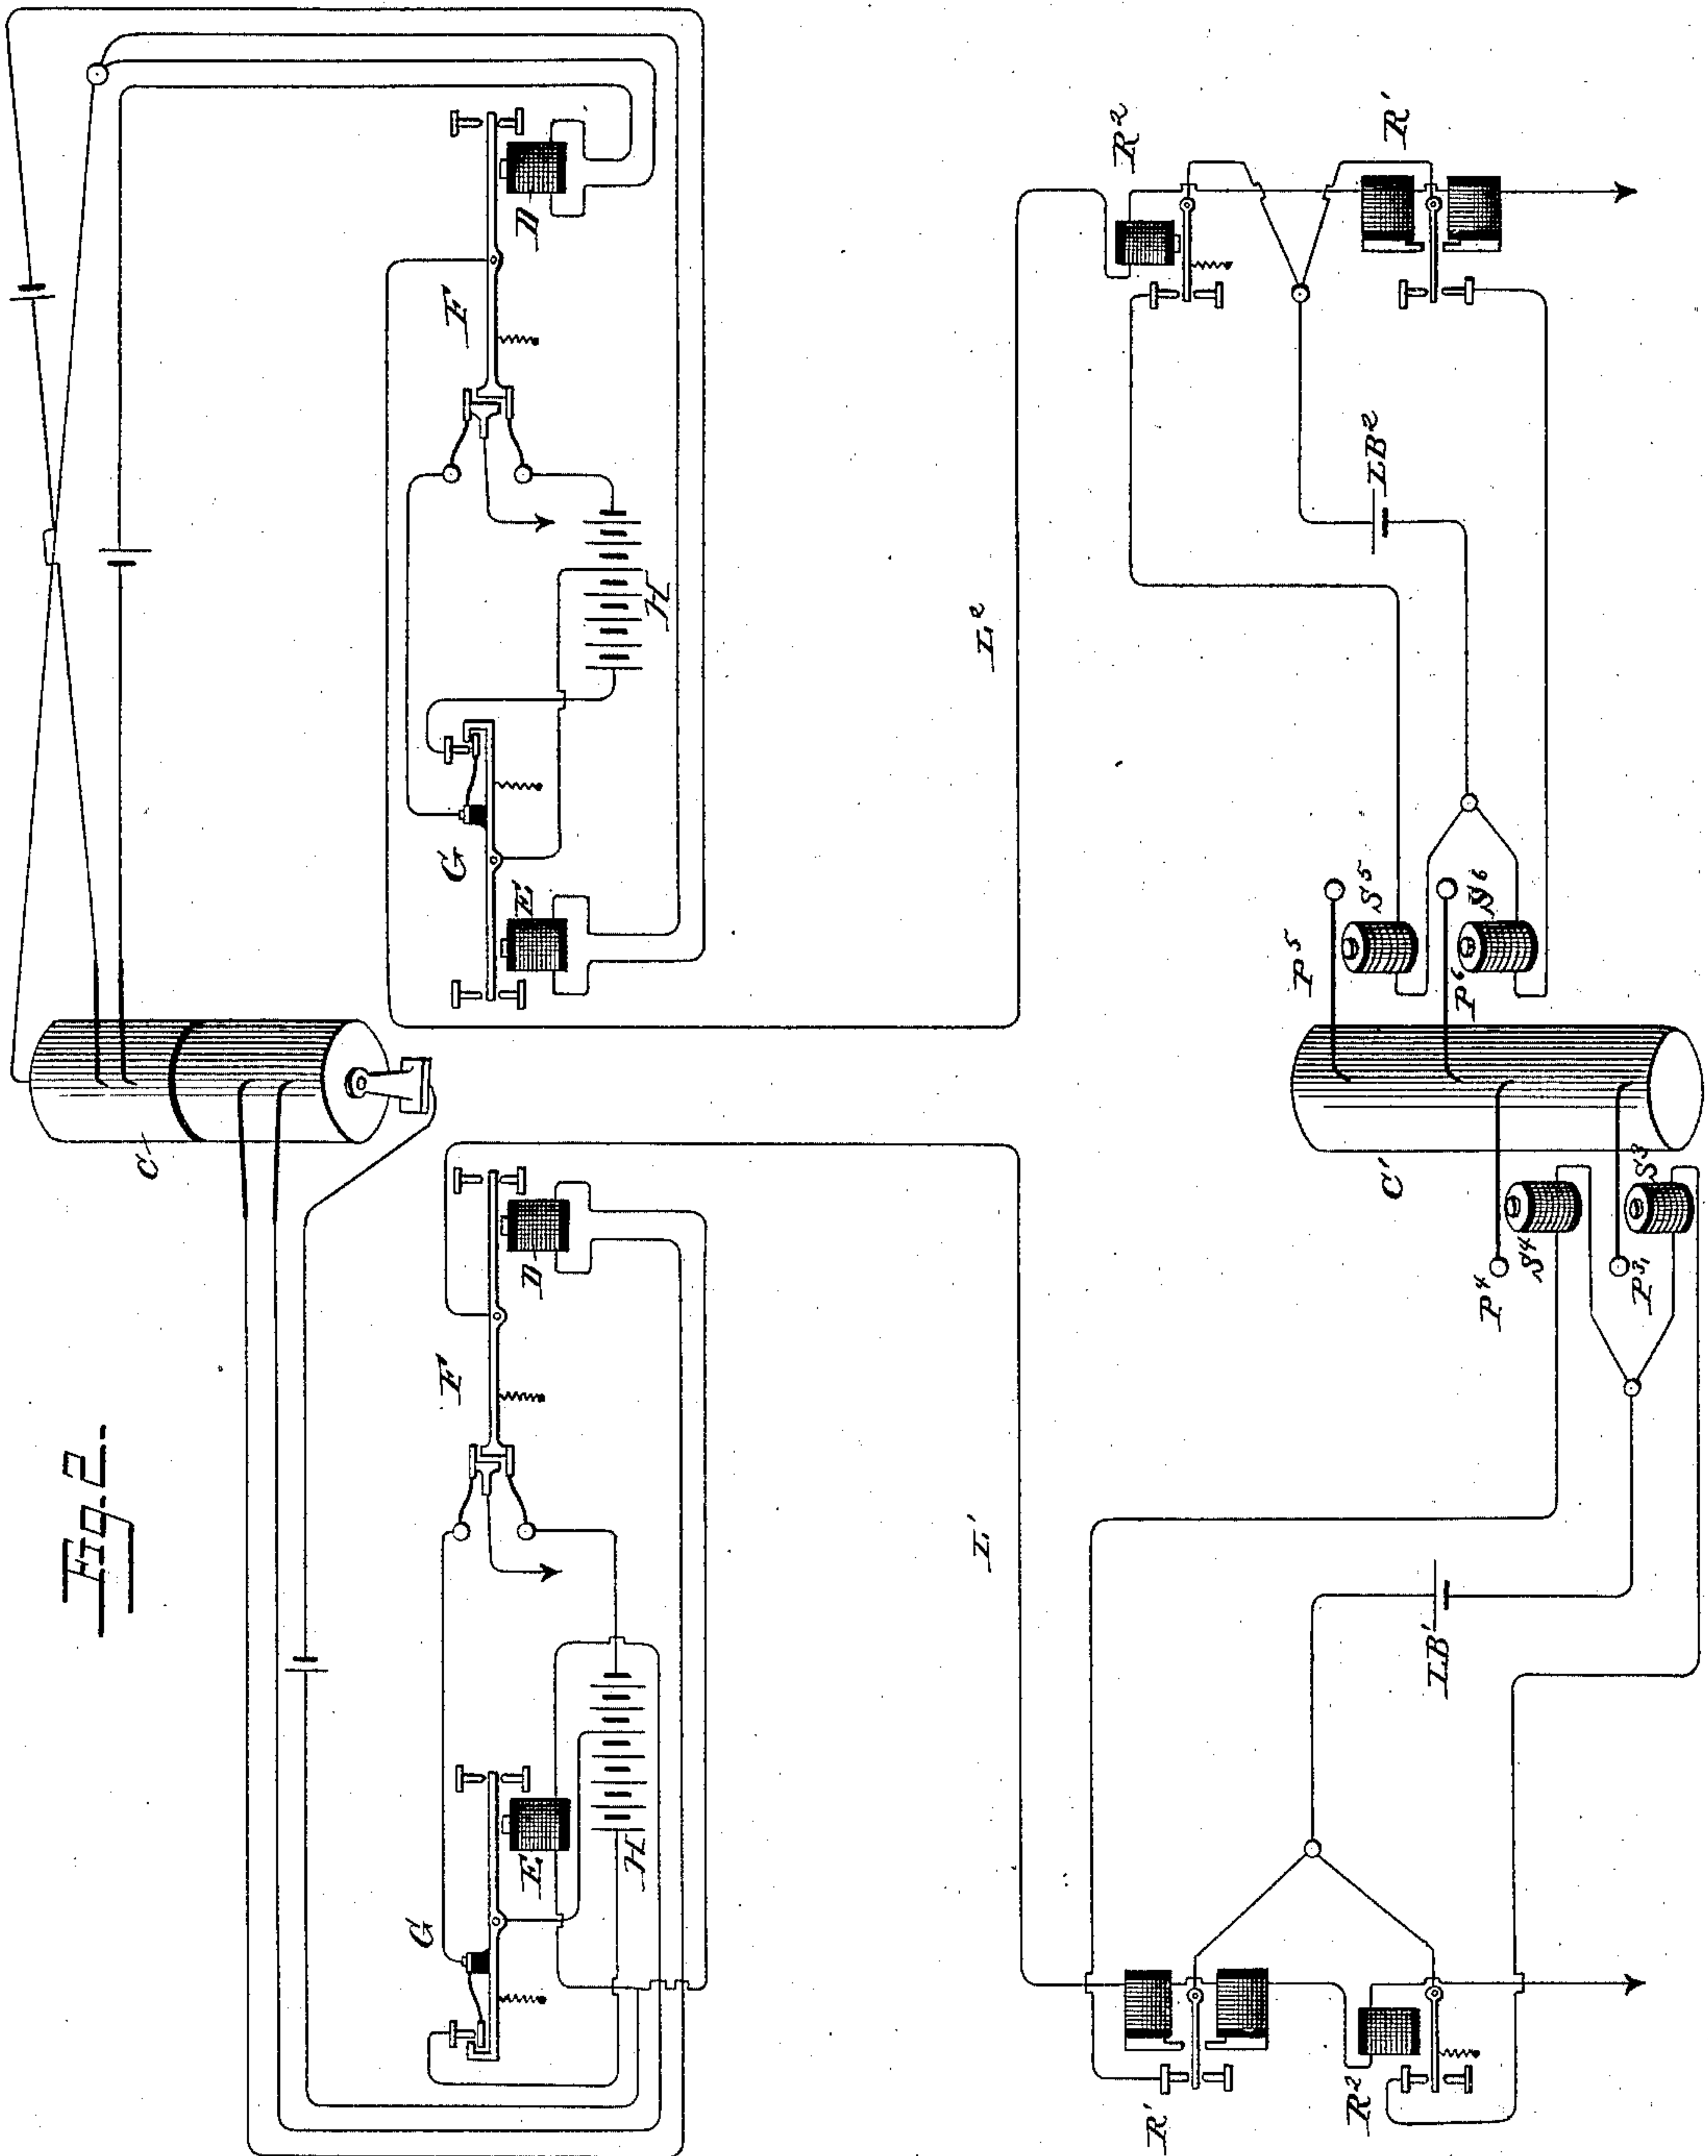 Fig. 2.
C
G
F
E
D
H
G
F
E
D
H
L'
L²
R'
R²
LB'
P⁴
S⁴
P³
S³
C'
P⁵
S⁵
P⁶
S⁶
LB²
R²
R'